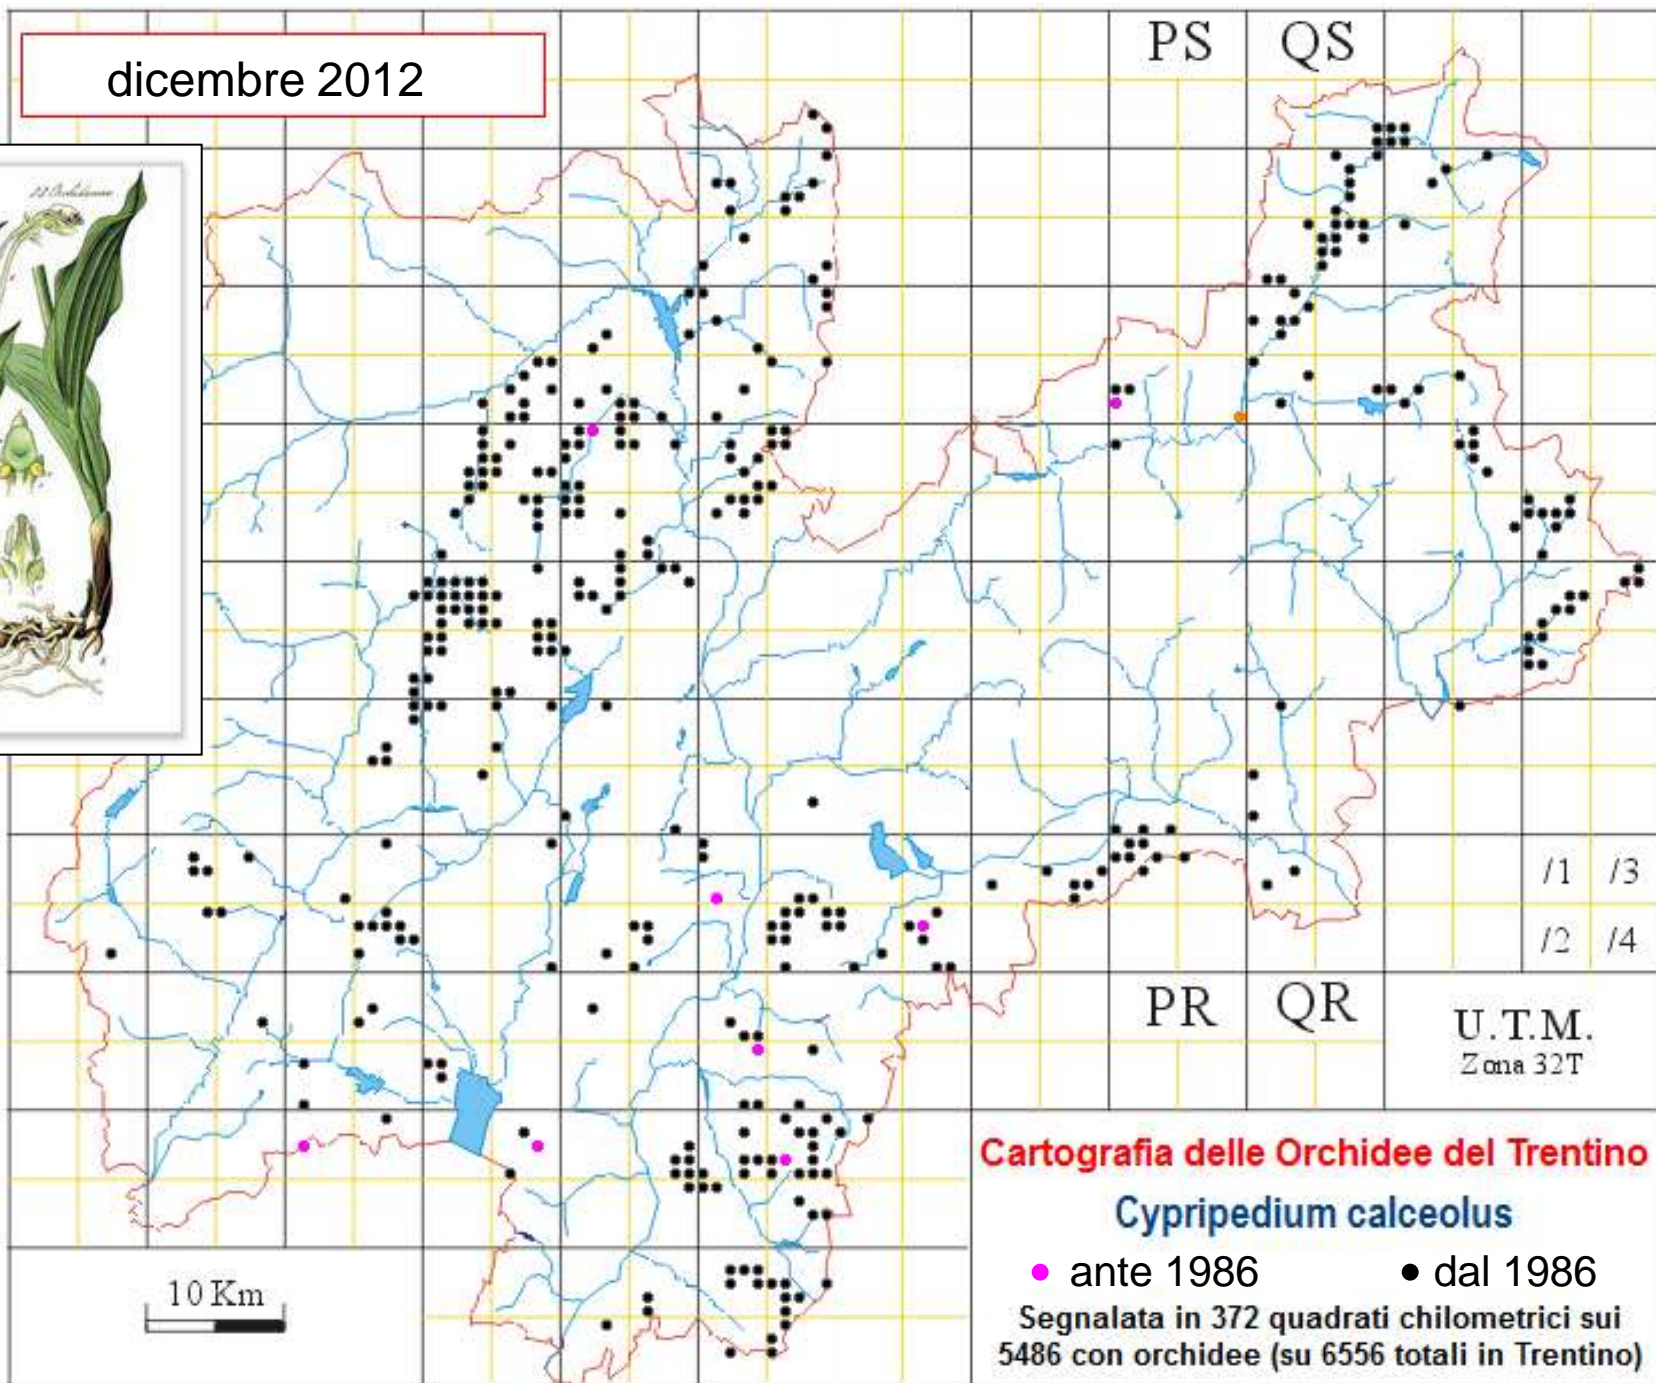 dicembre 2012
PS QS
/1 /3
/2 /4
PR QR
U.T.M.
Zona 32T
10 Km
Cartografia delle Orchidee del Trentino
Cypripedium calceolus
ante 1986 dal 1986
Segnalata in 372 quadrati chilometrici sui
5486 con orchidee (su 6556 totali in Trentino)